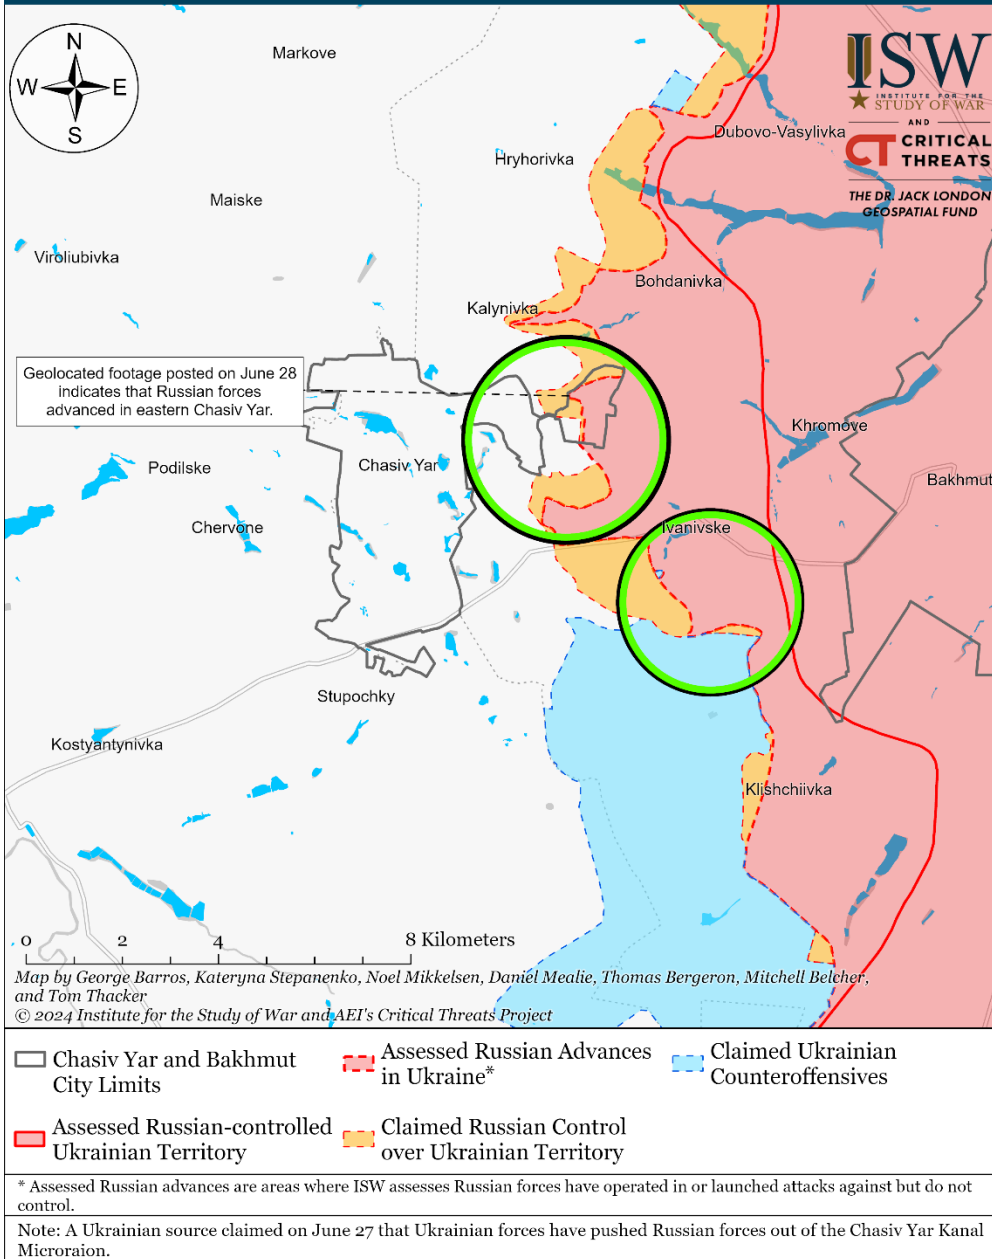 N
W E
S
Markove
ISW
INSTITUTE FOR THE
STUDY OF WAR
AND
CT CRITICAL
THREATS
THE DR. JACK LONDON
GEOSPATIAL FUND
Dubovo-Vasylivka
Hryhorivka
Maiske
Viroliubivka
Bohdanivka
Kalynivka
Geolocated footage posted on June 28
indicates that Russian forces
advanced in eastern Chasiv Yar.
Khromove
Podilske
Chasiv Yar
Bakhmut
Chervone
Ivanivske
Stupochky
Kostyantynivka
Klishchiivka
0 2 4 8 Kilometers
Map by George Barros, Kateryna Stepanenko, Noel Mikkelsen, Daniel Mealie, Thomas Bergeron, Mitchell Belcher,
and Tom Thacker
© 2024 Institute for the Study of War and AEI's Critical Threats Project
Chasiv Yar and Bakhmut
City Limits
Assessed Russian Advances
in Ukraine*
Claimed Ukrainian
Counteroffensives
Assessed Russian-controlled
Ukrainian Territory
Claimed Russian Control
over Ukrainian Territory
* Assessed Russian advances are areas where ISW assesses Russian forces have operated in or launched attacks against but do not
control.
Note: A Ukrainian source claimed on June 27 that Ukrainian forces have pushed Russian forces out of the Chasiv Yar Kanal
Microraion.